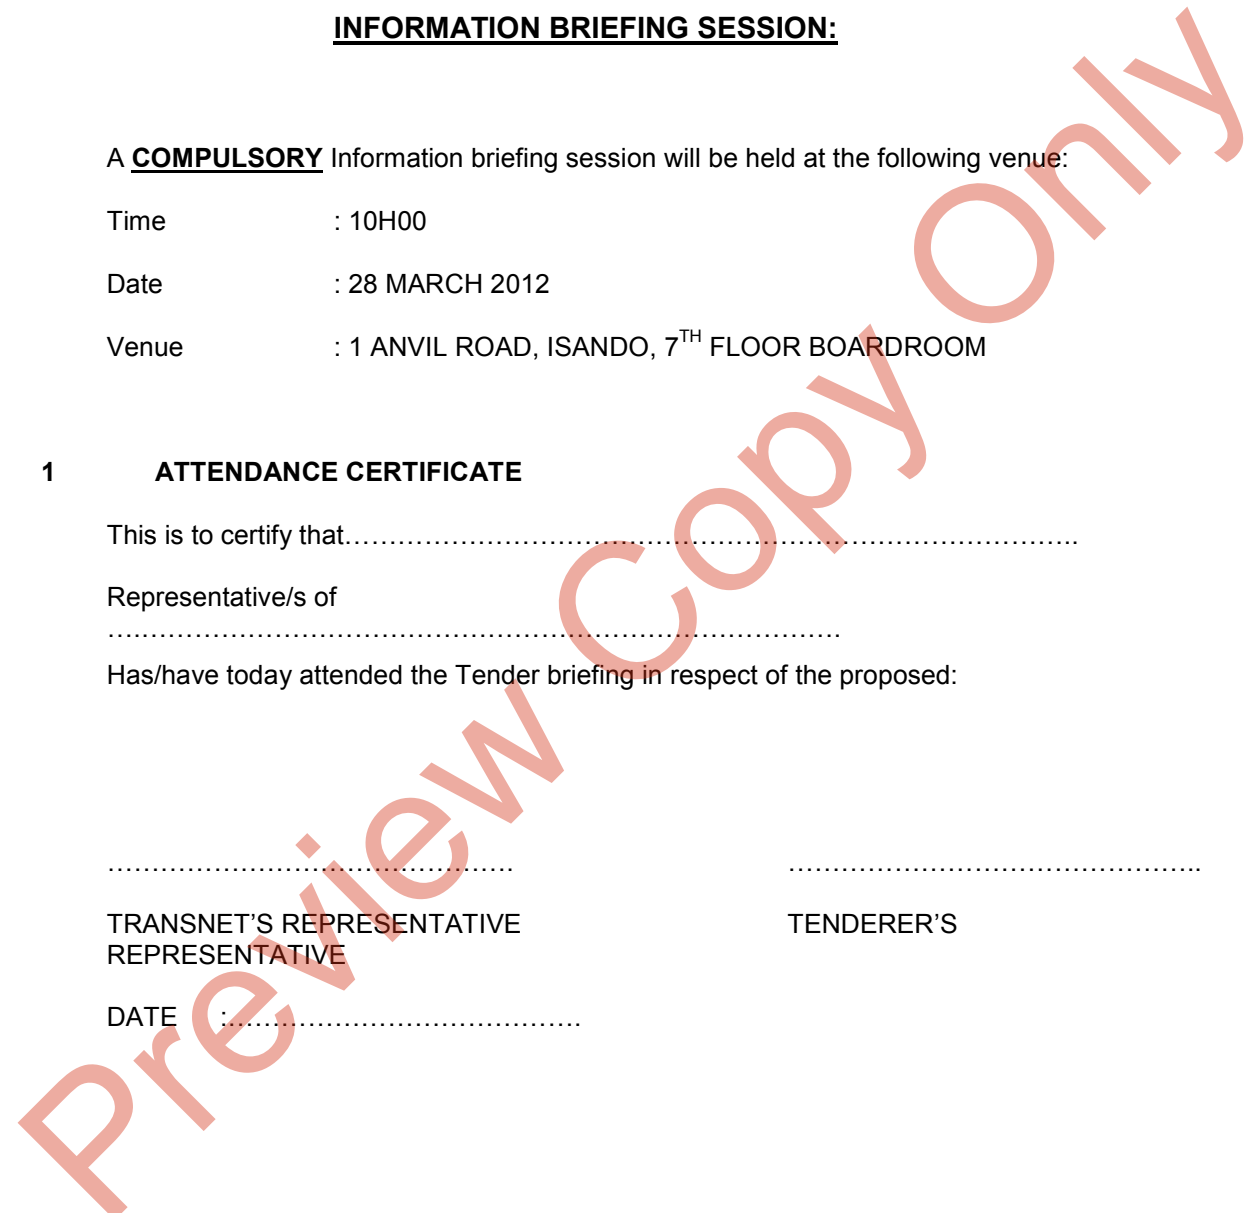 INFORMATION BRIEFING SESSION:
A COMPULSORY Information briefing session will be held at the following venue:
Time : 10H00
Date : 28 MARCH 2012
Venue : 1 ANVIL ROAD, ISANDO, 7TH FLOOR BOARDROOM
1 ATTENDANCE CERTIFICATE
This is to certify that…………………………………………………………………………..
Representative/s of
….…………………………………………………………………….
Has/have today attended the Tender briefing in respect of the proposed:
………………………………………. ………………………………………..
TRANSNET’S REPRESENTATIVE TENDERER’S
REPRESENTATIVE
DATE :………………………………….
Preview Copy Only